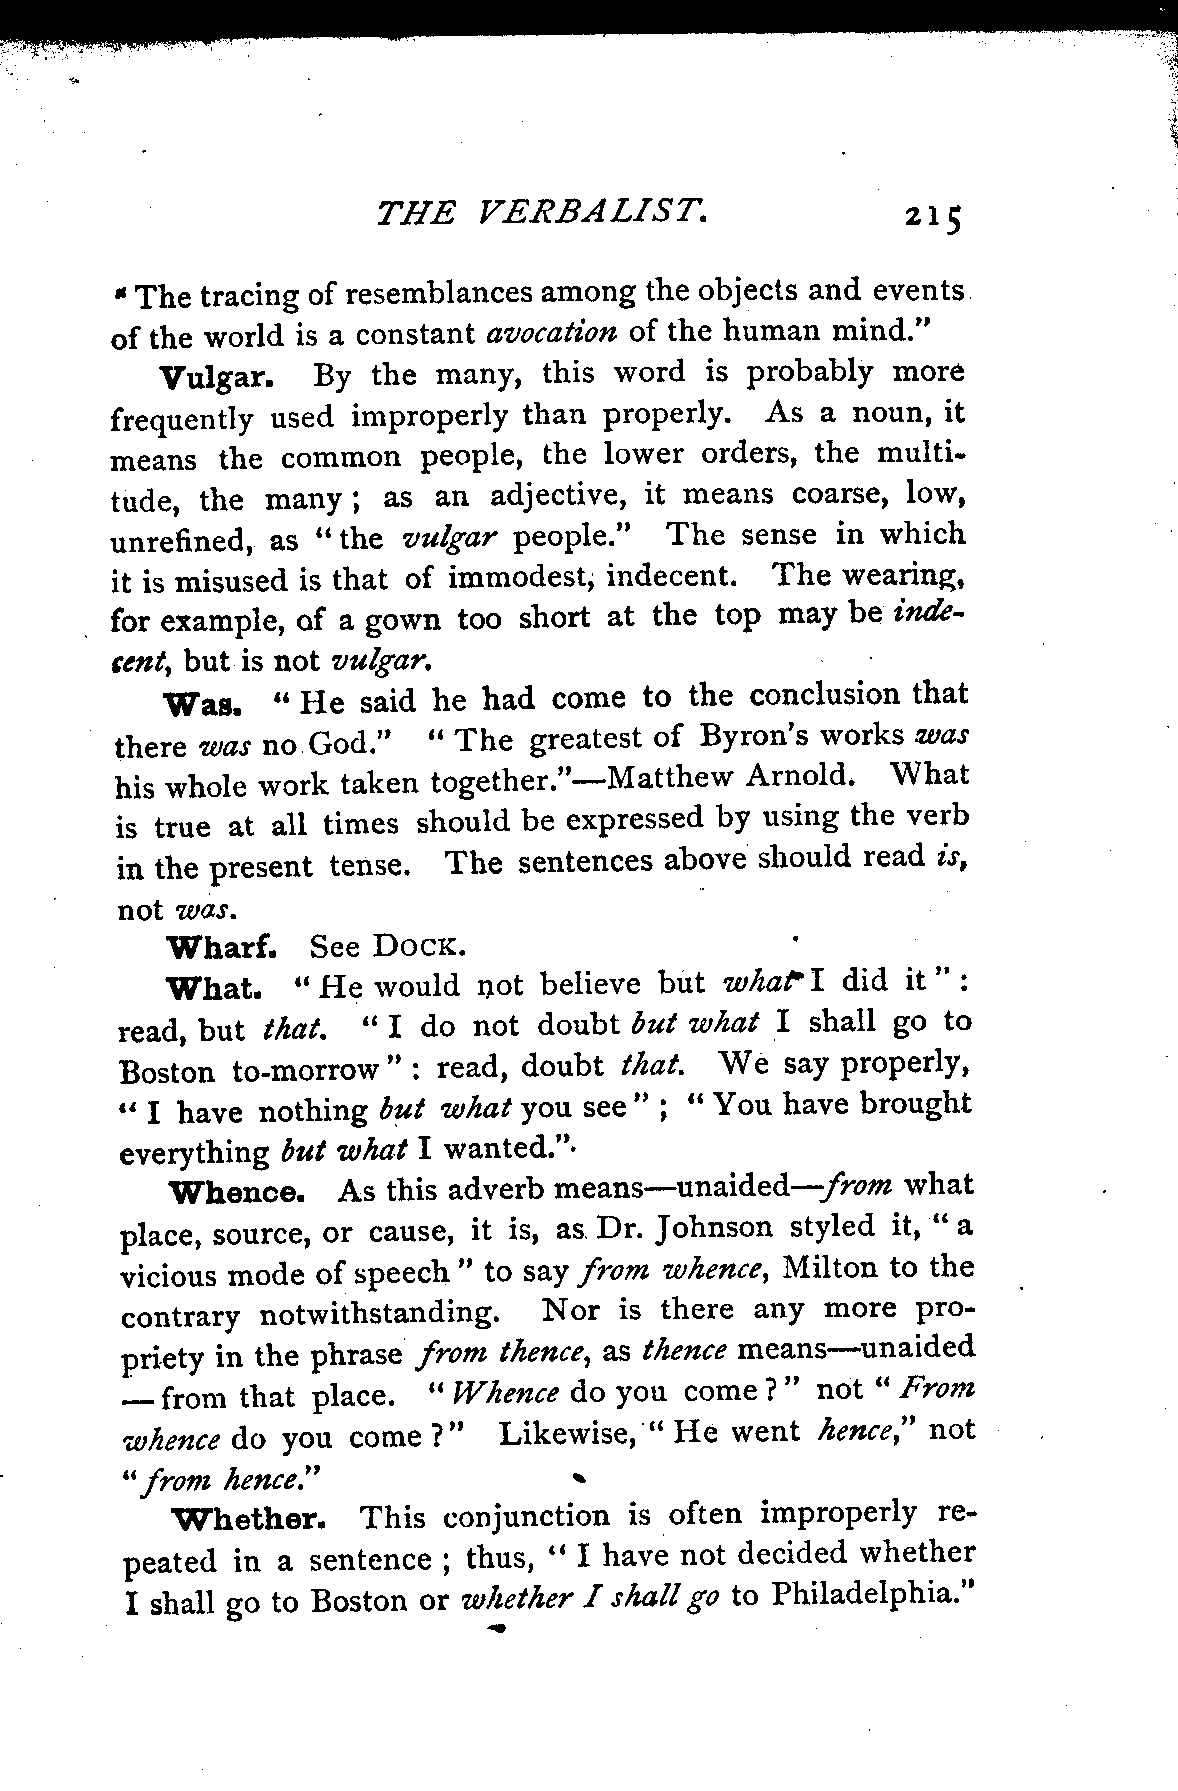 THE VERBALIST. 215
" The tracing of resemblances among the objects and events
of the world is a constant avocation of the human mind."
Vulgar. By the many, this word is probably more
frequently used improperly than properly. As a noun, it
means the common people, the lower orders, the multi-
tude, the many ; as an adjective, it means coarse, low,
unrefined, as " the vulgar people." The sense in which
it is misused is that of immodest, indecent. The wearing,
for example, of a gown too short at the top may be inde-
cent, but is not vulgar.
Was. " He said he had come to the conclusion that
there was no God." " The greatest of Byron's works was
his whole work taken together."—Matthew Arnold. What
is true at all times should be expressed by using the verb
in the present tense. The sentences above should read is,
not was.
Wharf. See DOCK.
What. " He would not believe but what I did it " :
read, but that. " I do not doubt but what I shall go to
Boston to-morrow " : read, doubt that. We say properly,
" I have nothing but what you see " ; " You have brought
everything but what I wanted."
Whence. As this adverb means—unaided—from what
place, source, or cause, it is, as Dr. Johnson styled it, " a
vicious mode of speech " to say from whence, Milton to the
contrary notwithstanding. Nor is there any more pro-
priety in the phrase from thence, as thence means—unaided
— from that place. " Whence do you come ? " not " From
whence do you come ?" Likewise, " He went hence," not
" from hence."
Whether. This conjunction is often improperly re-
peated in a sentence ; thus, " I have not decided whether
I shall go to Boston or whether I shall go to Philadelphia."